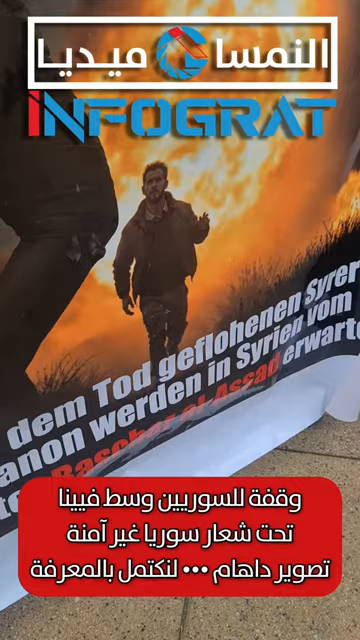 النمسا ميديا
INFOGRAT
dem Tod geflohenen Syrer
anon werden in Syrien vom
Baschar al-Assad erwarte
وقفة للسوريين وسط فيينا
تحت شعار سوريا غير آمنة
تصوير داهام ••• لنكتمل بالمعرفة